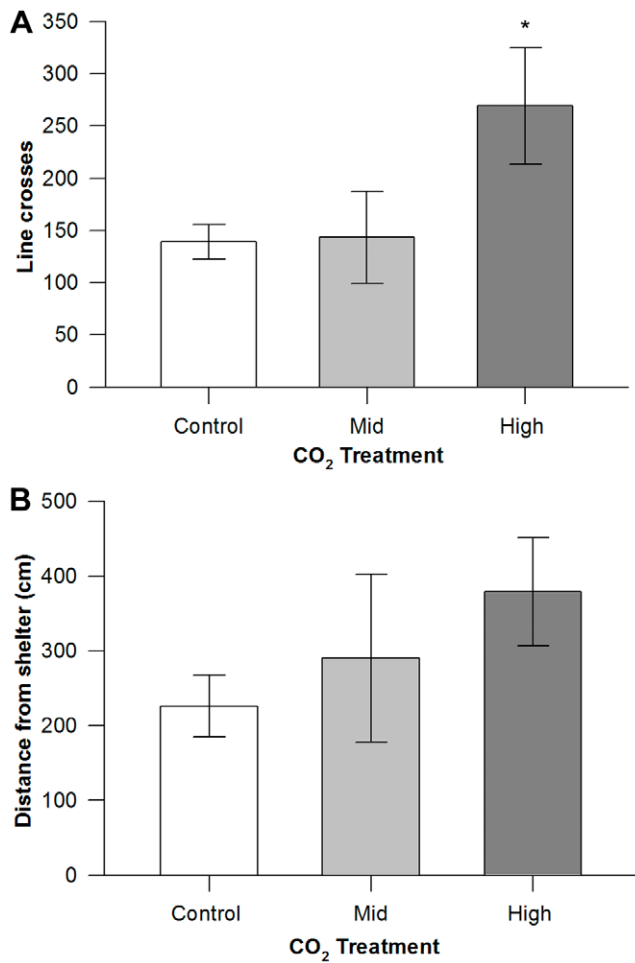 A
350
300
250
200
150
100
50
0
Line crosses
*
Control Mid High
CO₂ Treatment
B
500
400
300
200
100
0
Distance from shelter (cm)
Control Mid High
CO₂ Treatment